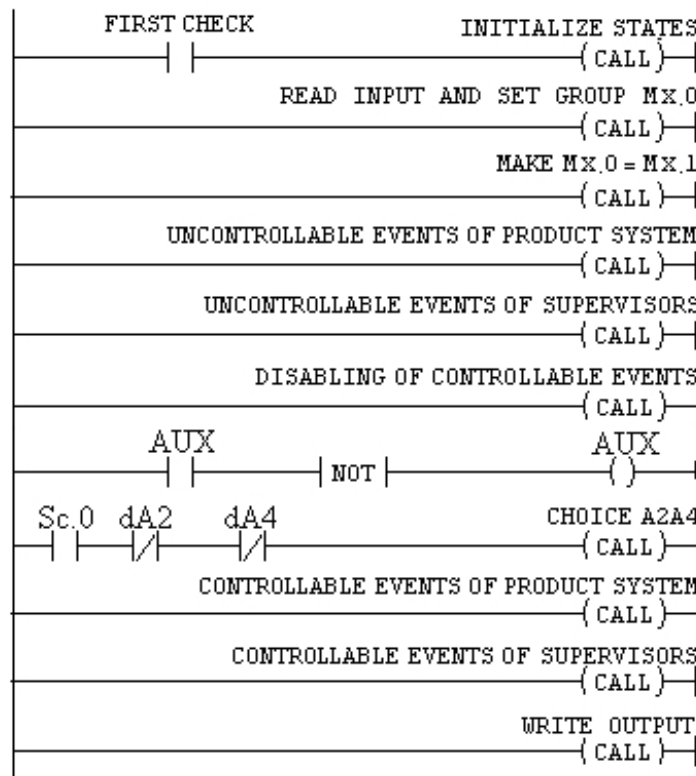 FIRST CHECK INITIALIZE STATES
(CALL)
READ INPUT AND SET GROUP Mx.0
(CALL)
MAKE Mx.0 = Mx.1
(CALL)
UNCONTROLLABLE EVENTS OF PRODUCT SYSTEM
(CALL)
UNCONTROLLABLE EVENTS OF SUPERVISORS
(CALL)
DISABLING OF CONTROLLABLE EVENTS
(CALL)
AUX AUX
NOT ( )
Sc.0 dA2 dA4 CHOICE A2A4
(CALL)
CONTROLLABLE EVENTS OF PRODUCT SYSTEM
(CALL)
CONTROLLABLE EVENTS OF SUPERVISORS
(CALL)
WRITE OUTPUT
(CALL)